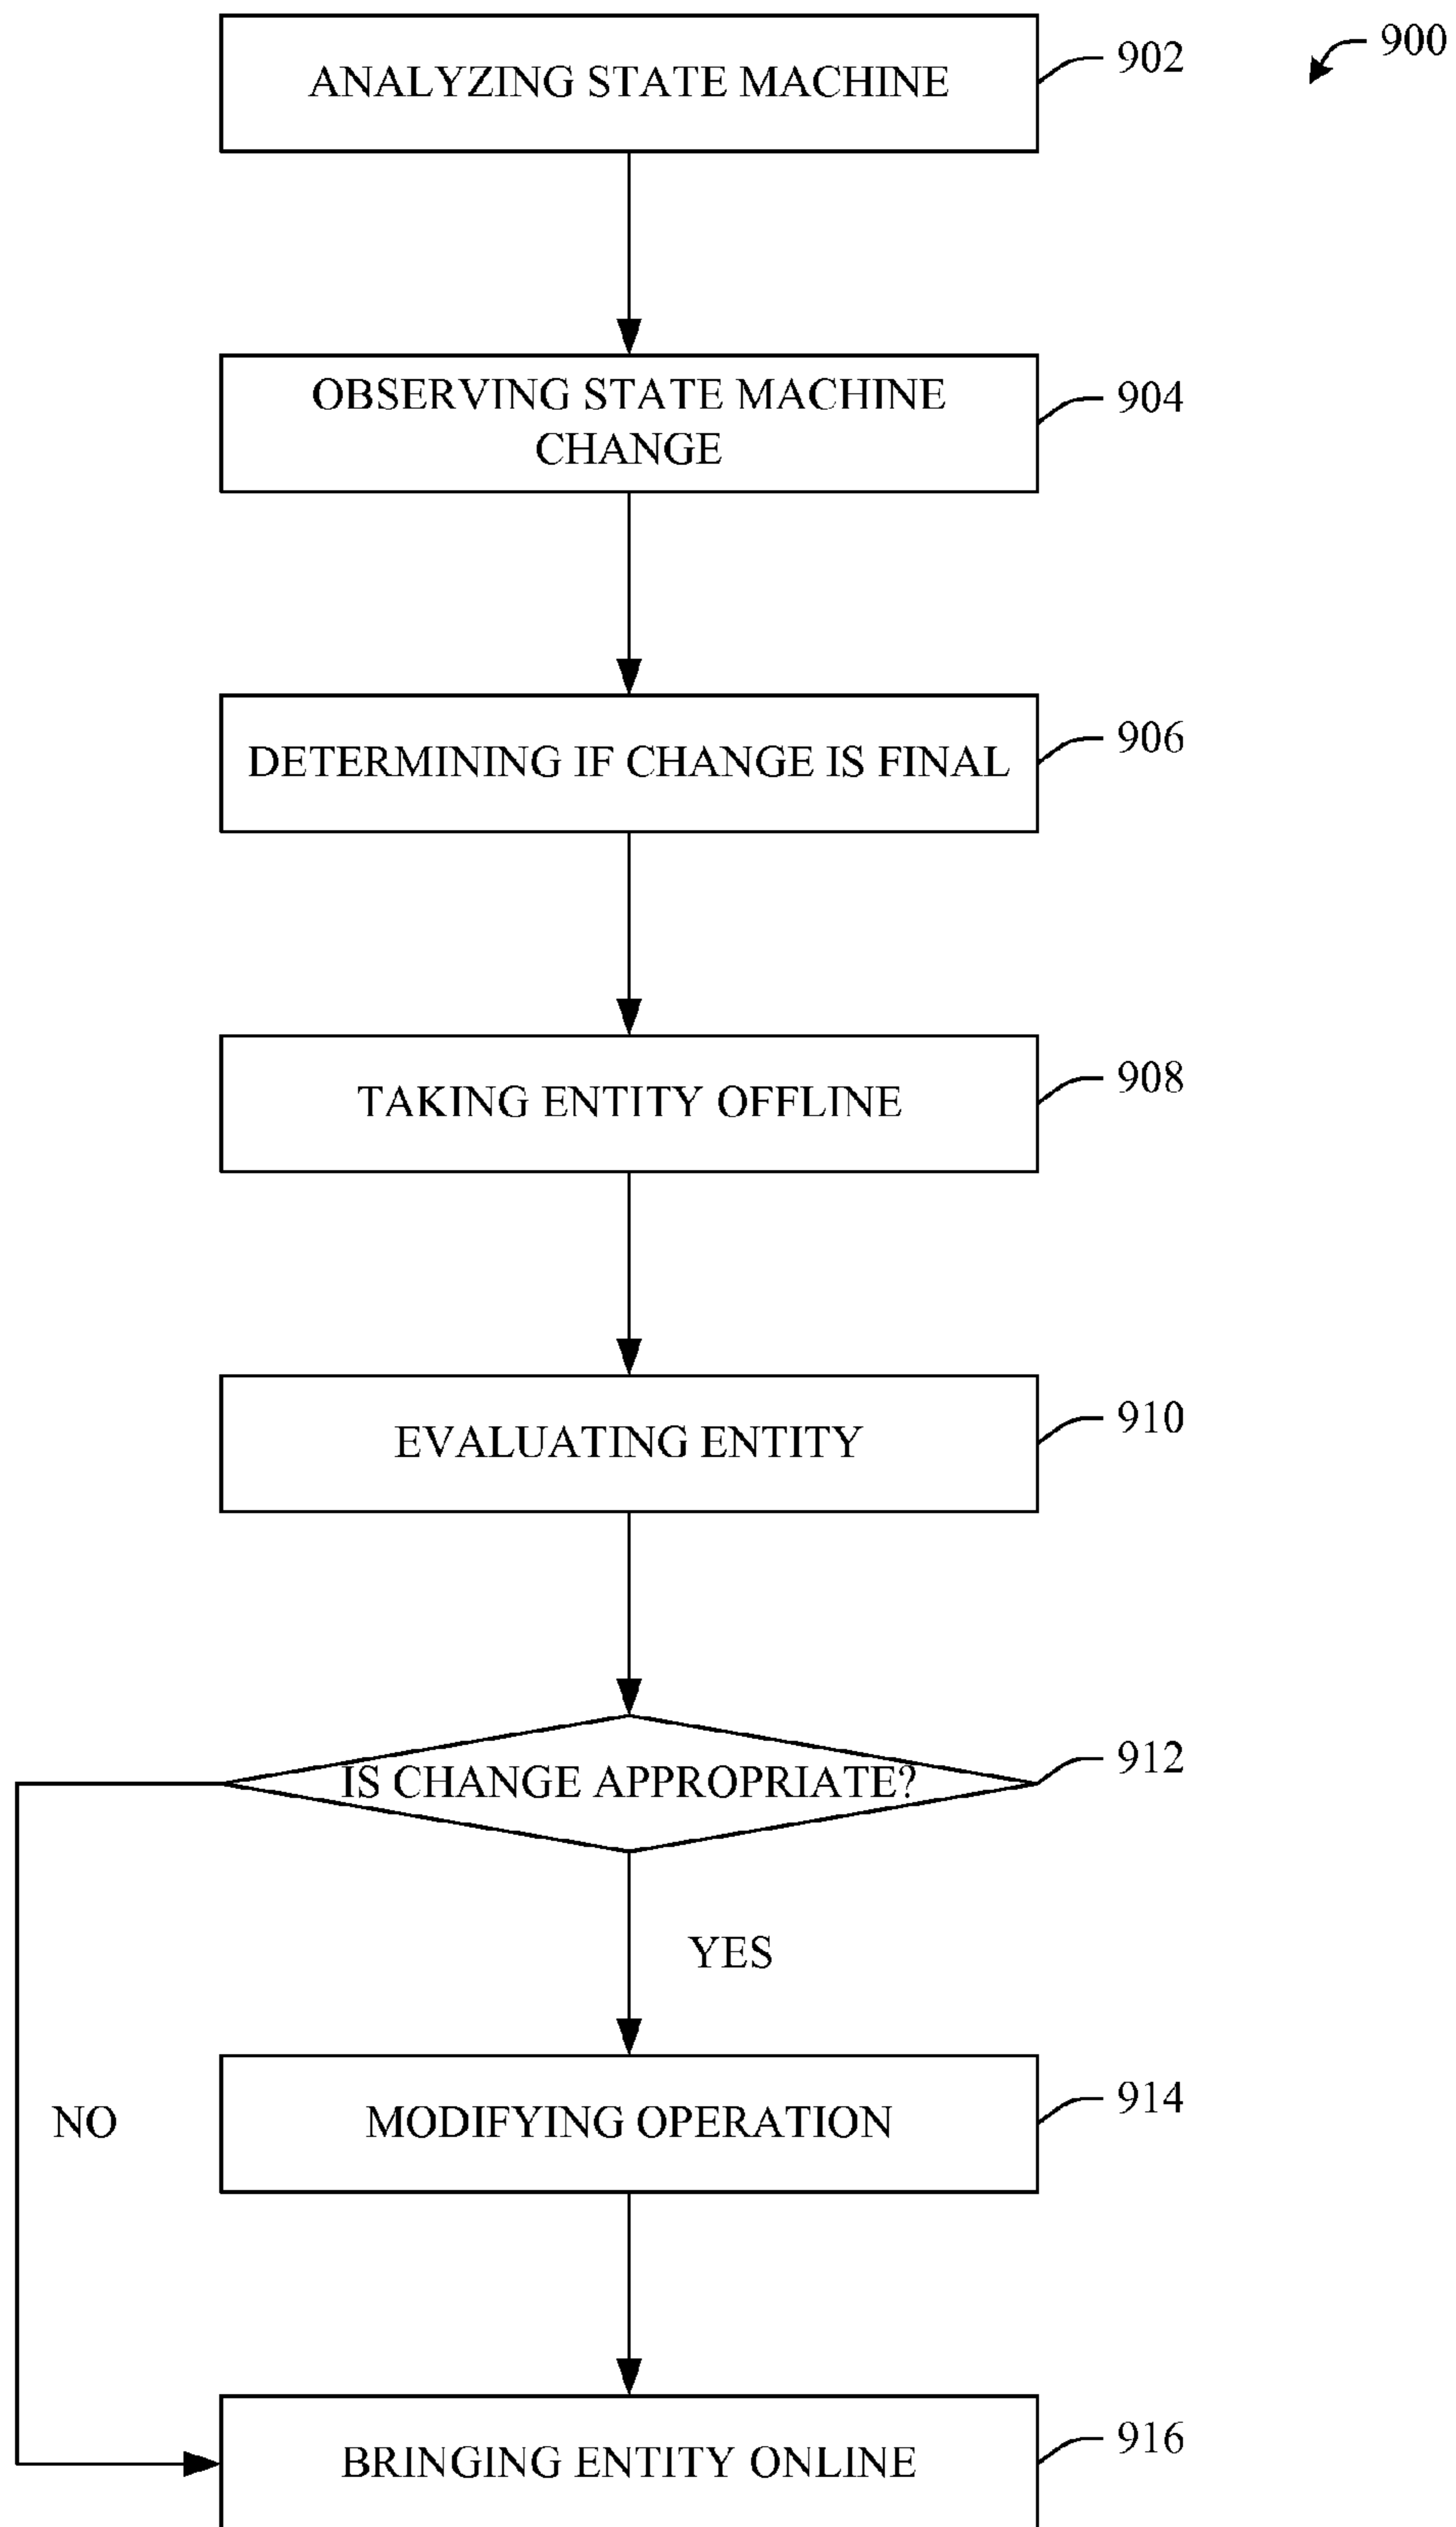 900
ANALYZING STATE MACHINE
902
OBSERVING STATE MACHINE
CHANGE
904
DETERMINING IF CHANGE IS FINAL
906
TAKING ENTITY OFFLINE
908
EVALUATING ENTITY
910
IS CHANGE APPROPRIATE?
912
YES
NO
MODIFYING OPERATION
914
BRINGING ENTITY ONLINE
916